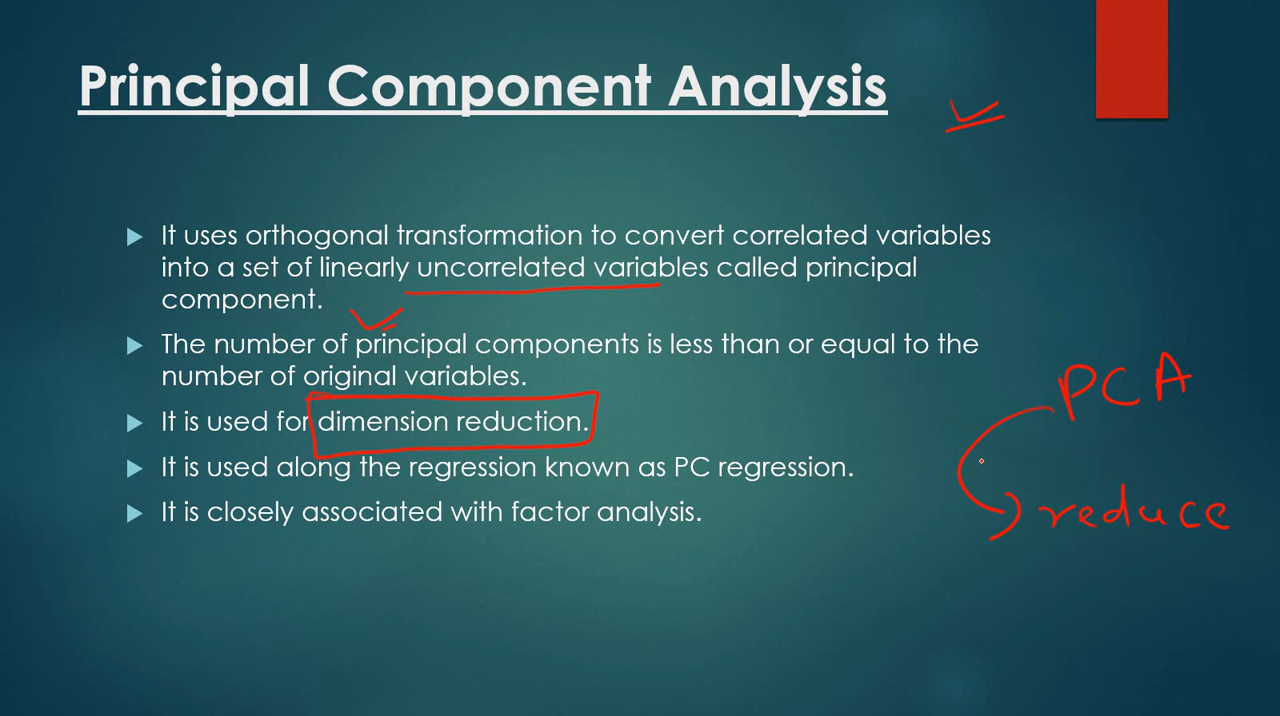 Principal Component Analysis
It uses orthogonal transformation to convert correlated variables
into a set of linearly uncorrelated variables called principal
component.
The number of principal components is less than or equal to the
number of original variables.
It is used for dimension reduction.
It is used along the regression known as PC regression.
It is closely associated with factor analysis.
PCA
reduce